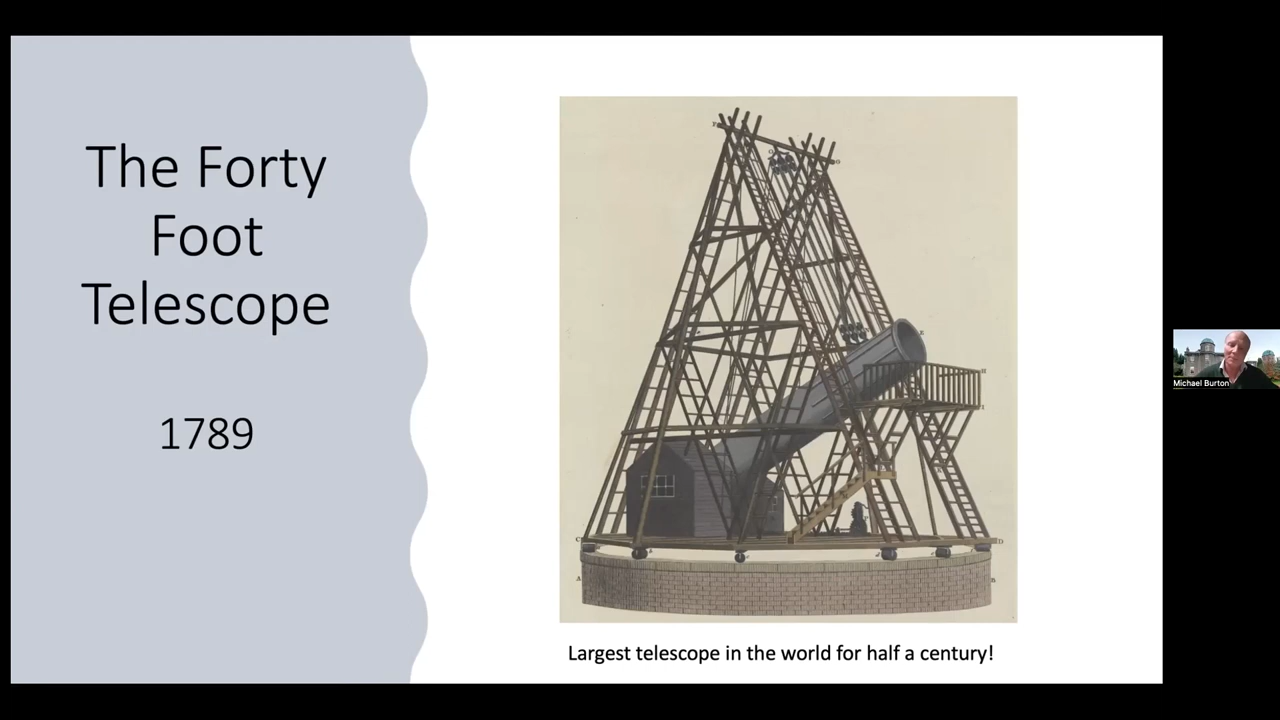 The Forty
Foot
Telescope
1789
Largest telescope in the world for half a century!
Michael Burton